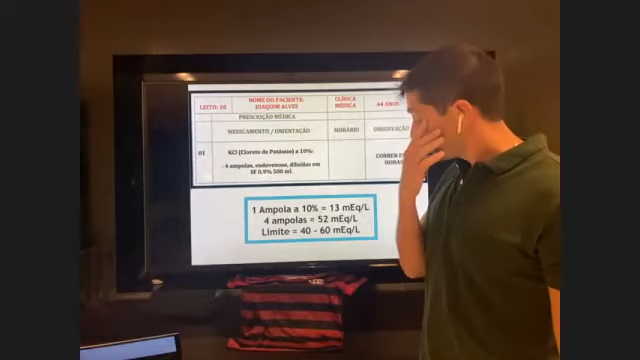 LEITO: 10
NOME DO PACIENTE:
JOAQUIM ALVES
CLÍNICA
MÉDICA
44 ANOS
PRESCRIÇÃO MÉDICA
MEDICAMENTO / ORIENTAÇÃO
HORÁRIO
01
KCl (Cloreto de Potássio) a 10%:
- 4 ampolas, endovenoso, diluídas em
SF 0,9% 500 ml.
CORRER
1 Ampola a 10% = 13 mEq/L
4 ampolas = 52 mEq/L
Limite = 40 - 60 mEq/L